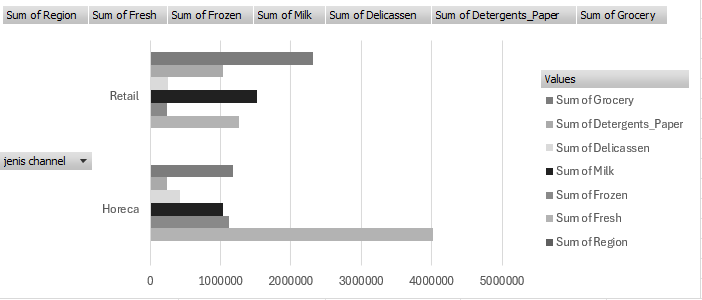 Sum of Region Sum of Fresh Sum of Frozen Sum of Milk Sum of Delicassen Sum of Detergents_Paper Sum of Grocery
Retail
jenis channel
Horeca
0 1000000 2000000 3000000 4000000 5000000
Values
Sum of Grocery
Sum of Detergents_Paper
Sum of Delicassen
Sum of Milk
Sum of Frozen
Sum of Fresh
Sum of Region